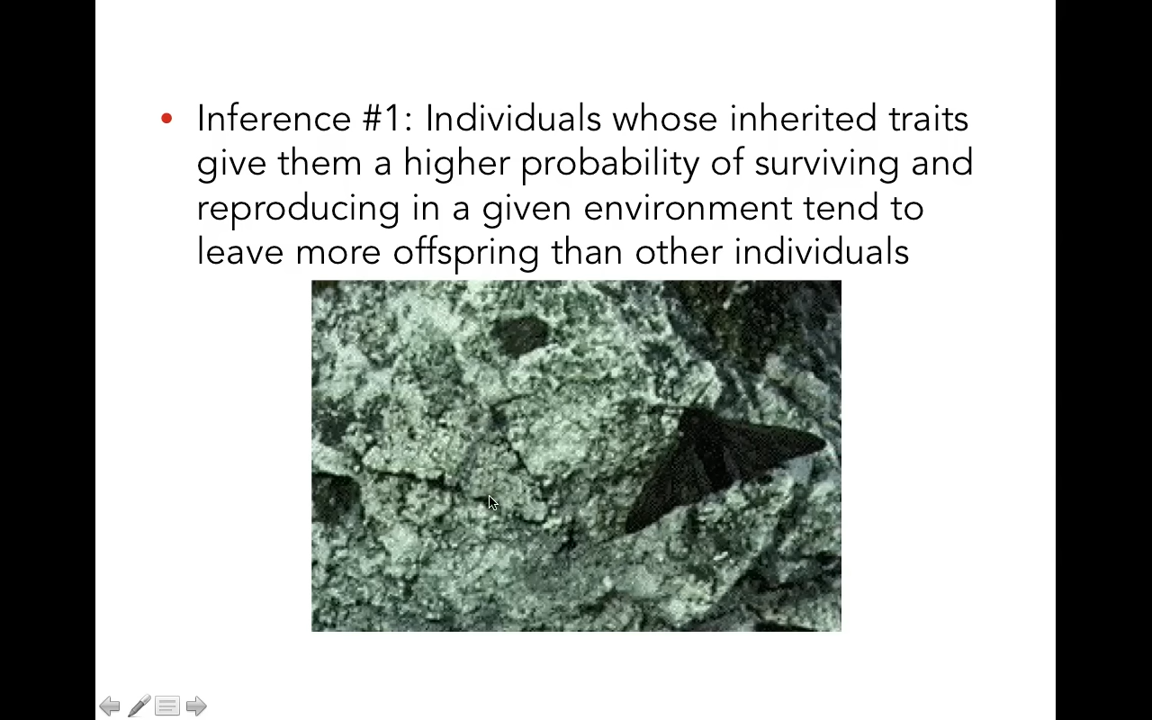 • Inference #1: Individuals whose inherited traits
give them a higher probability of surviving and
reproducing in a given environment tend to
leave more offspring than other individuals